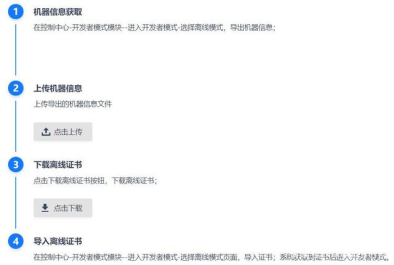 1
机器信息获取
在控制中心-开发者模式模块--进入开发者模式-选择离线模式，导出机器信息；
2
上传机器信息
上传导出的机器信息文件
点击上传
3
下载离线证书
点击下载离线证书按钮，下载离线证书；
点击下载
4
导入离线证书
在控制中心-开发者模式模块--进入开发者模式-选择离线模式页面，导入证书；系统获取到证书后进入开发者模式。